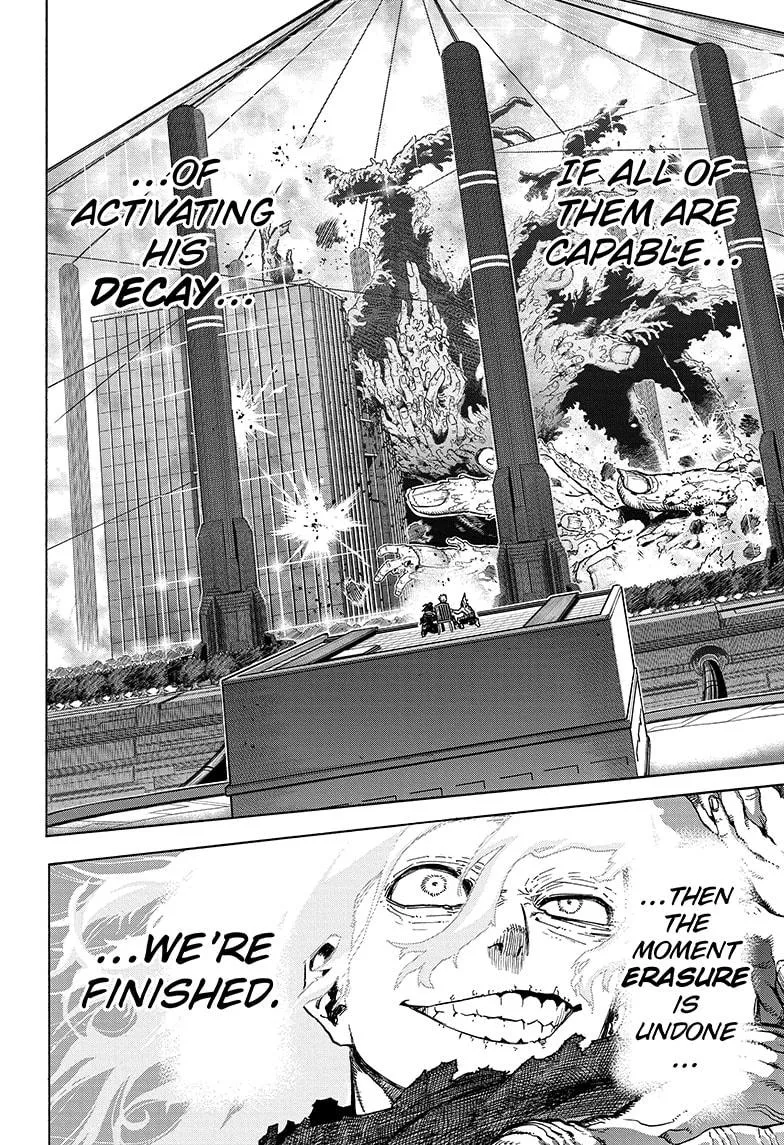 IF ALL OF
THEM ARE
CAPABLE...
...OF
ACTIVATING
HIS
DECAY...
...THEN
THE
MOMENT
ERASURE
IS
UNDONE
...
...WE'RE
FINISHED.